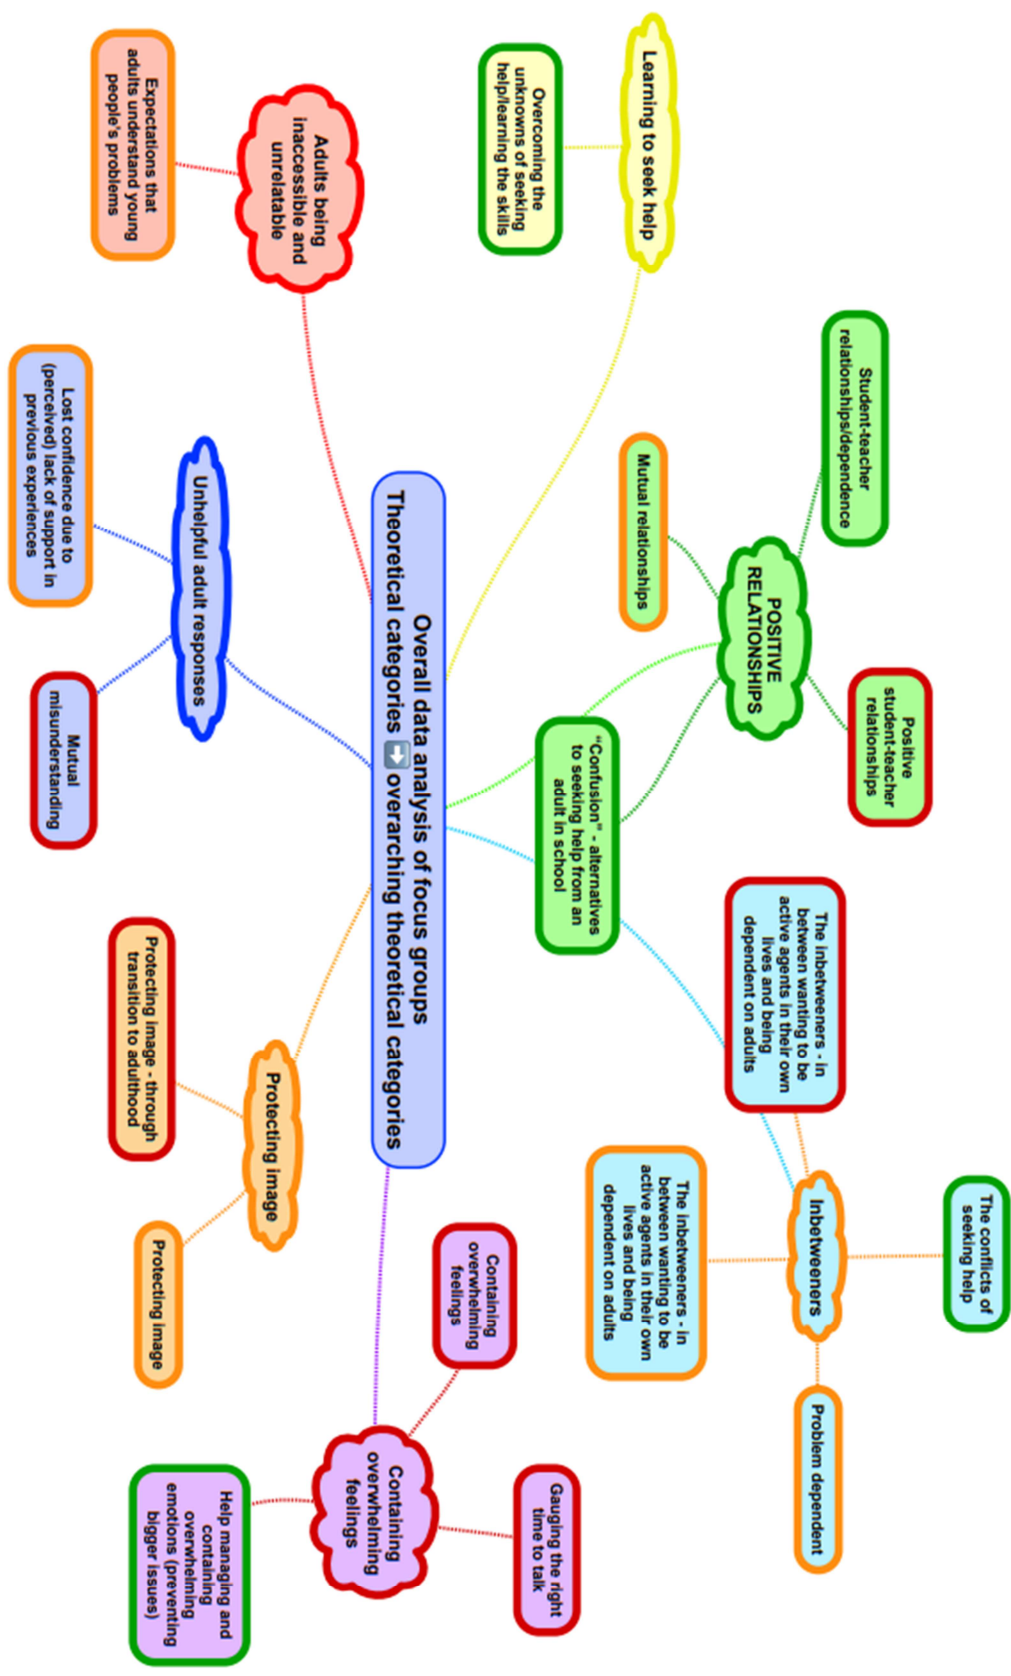 Learning to seek help
Overcoming the
unknowns of seeking
help/learning the skills
Adults being
inaccessible and
unrelatable
Expectations that
adults understand young
people's problems
Student-teacher
relationships/dependence
Mutual relationships
POSITIVE
RELATIONSHIPS
Positive
student-teacher
relationships
"Confusion" - alternatives
to seeking help from an
adult in school
Overall data analysis of focus groups
Theoretical categories ➡ overarching theoretical categories
Unhelpful adult responses
Lost confidence due to
(perceived) lack of support in
previous experiences
Mutual
misunderstanding
The inbetweeners - in
between wanting to be
active agents in their own
lives and being
dependent on adults
The conflicts of
seeking help
Inbetweeners
The inbetweeners - in
between wanting to be
active agents in their own
lives and being
dependent on adults
Problem dependent
Protecting image
Protecting image - through
transition to adulthood
Protecting image
Containing
overwhelming
feelings
Gauging the right
time to talk
Containing
overwhelming
feelings
Help managing and
containing
overwhelming
emotions (preventing
bigger issues)